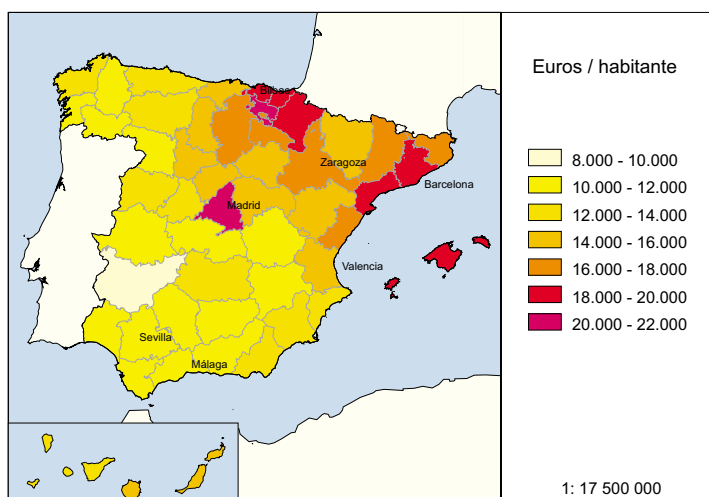 Euros / habitante
8.000 - 10.000
10.000 - 12.000
12.000 - 14.000
14.000 - 16.000
16.000 - 18.000
18.000 - 20.000
20.000 - 22.000
1: 17 500 000
Bilbao
Zaragoza
Barcelona
Madrid
Valencia
Sevilla
Málaga